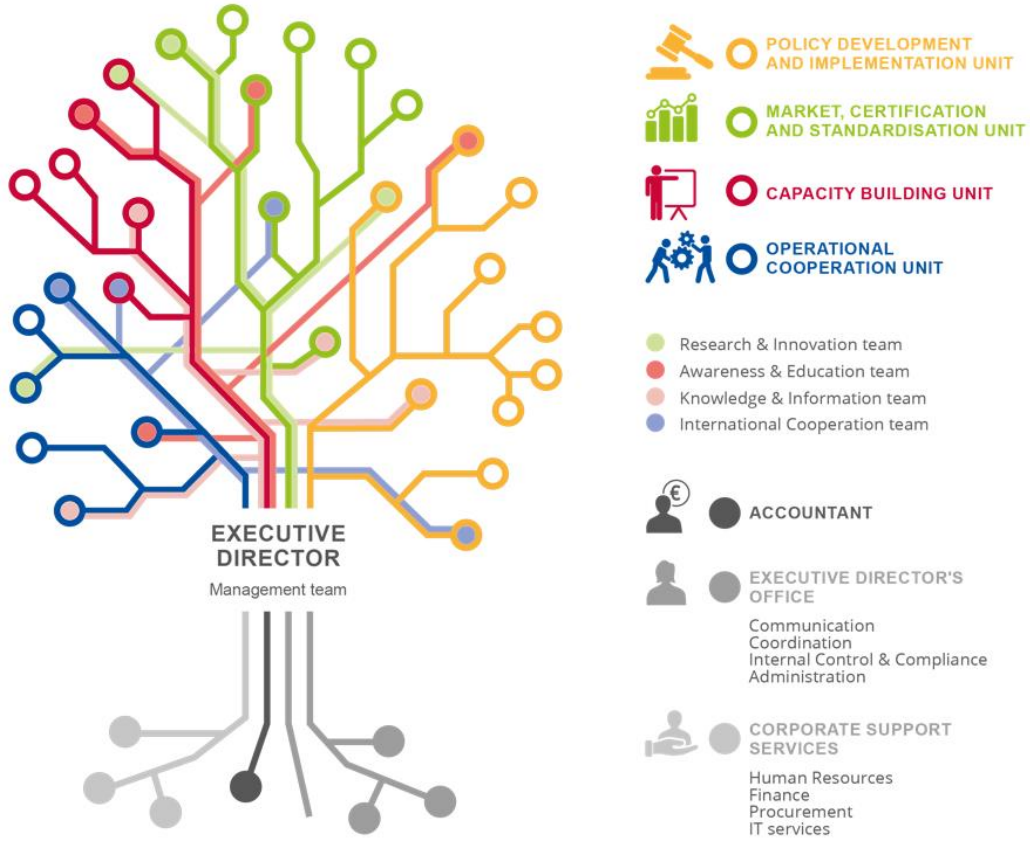 POLICY DEVELOPMENT
AND IMPLEMENTATION UNIT
MARKET, CERTIFICATION
AND STANDARDISATION UNIT
CAPACITY BUILDING UNIT
OPERATIONAL
COOPERATION UNIT
Research & Innovation team
Awareness & Education team
Knowledge & Information team
International Cooperation team
€
ACCOUNTANT
EXECUTIVE DIRECTOR'S
OFFICE
Communication
Coordination
Internal Control & Compliance
Administration
CORPORATE SUPPORT
SERVICES
Human Resources
Finance
Procurement
IT services
EXECUTIVE
DIRECTOR
Management team